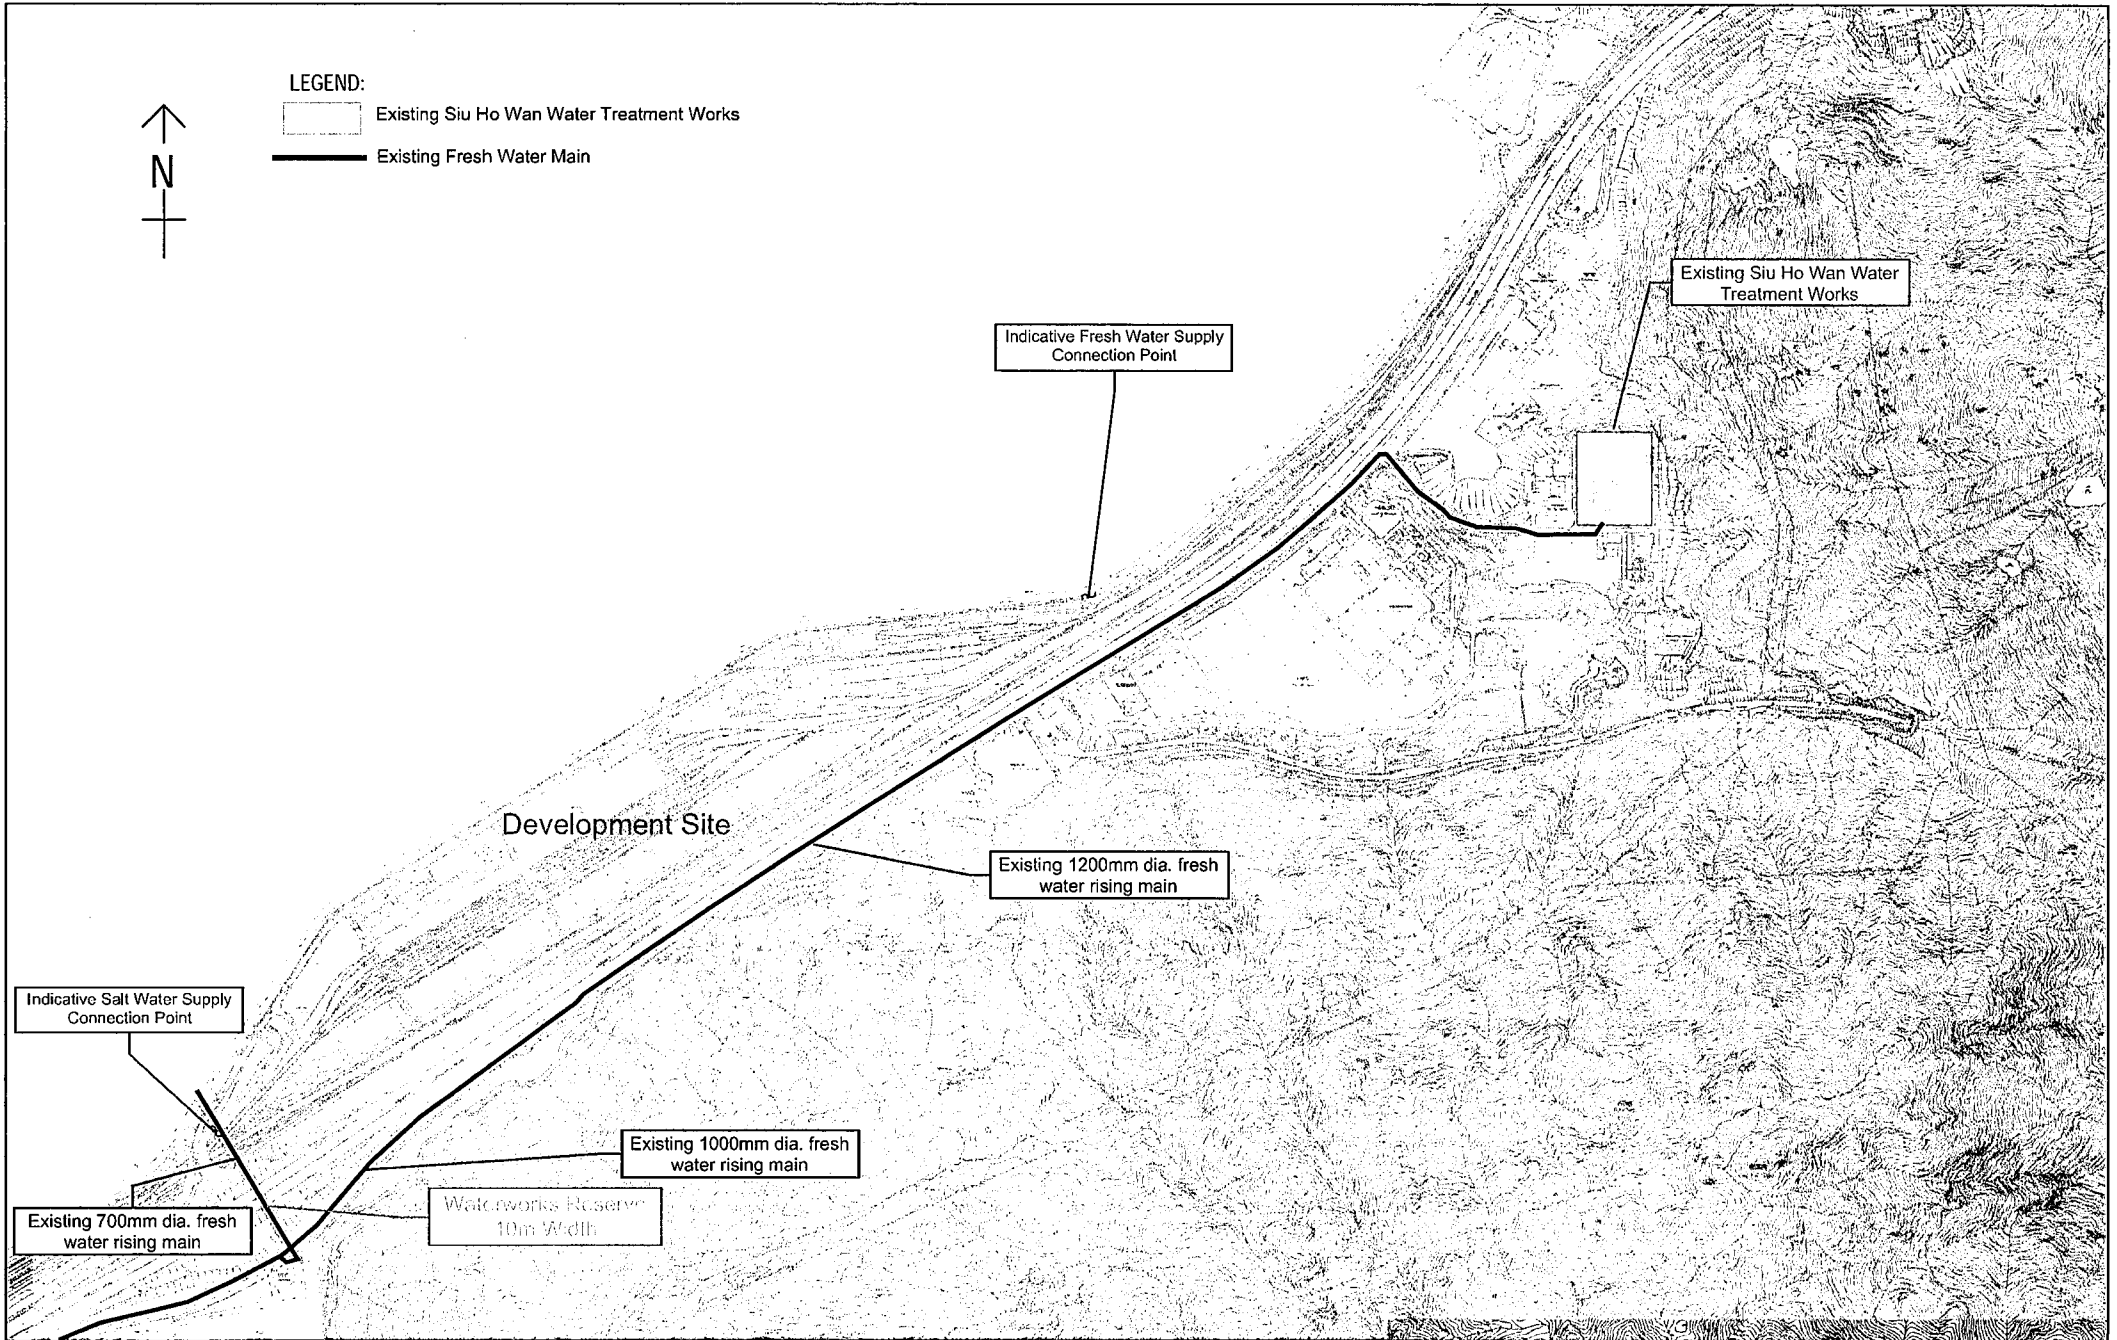 LEGEND:
Existing Siu Ho Wan Water Treatment Works
Existing Fresh Water Main
N
Existing Siu Ho Wan Water
Treatment Works
Indicative Fresh Water Supply
Connection Point
Development Site
Existing 1200mm dia. fresh
water rising main
Indicative Salt Water Supply
Connection Point
Existing 1000mm dia. fresh
water rising main
Waterworks Reserve
10m Width
Existing 700mm dia. fresh
water rising main